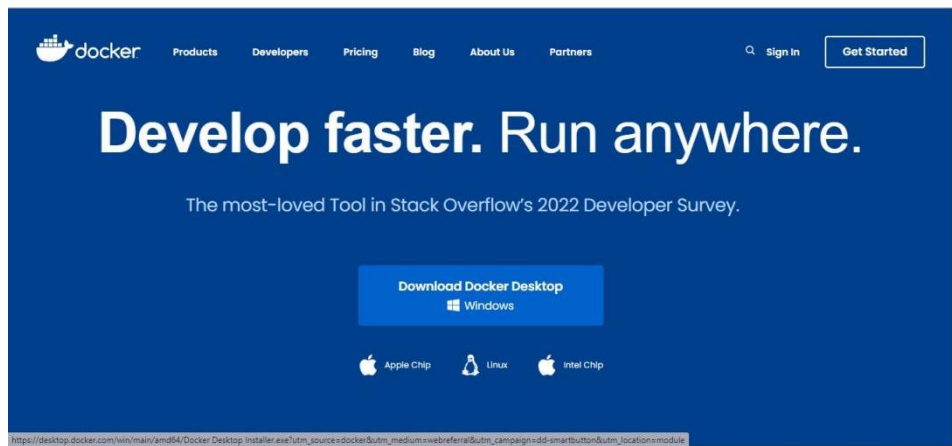 docker
Products Developers Pricing Blog About Us Partners Sign In Get Started
Develop faster. Run anywhere.
The most-loved Tool in Stack Overflow's 2022 Developer Survey.
Download Docker Desktop
Windows
Apple Chip Linux Intel Chip
https://desktop.docker.com/win/main/amd64/Docker Desktop Installer.exe?utm_source=docker&utm_medium=webreferral&utm_campaign=dd-smartbutton&utm_location=module